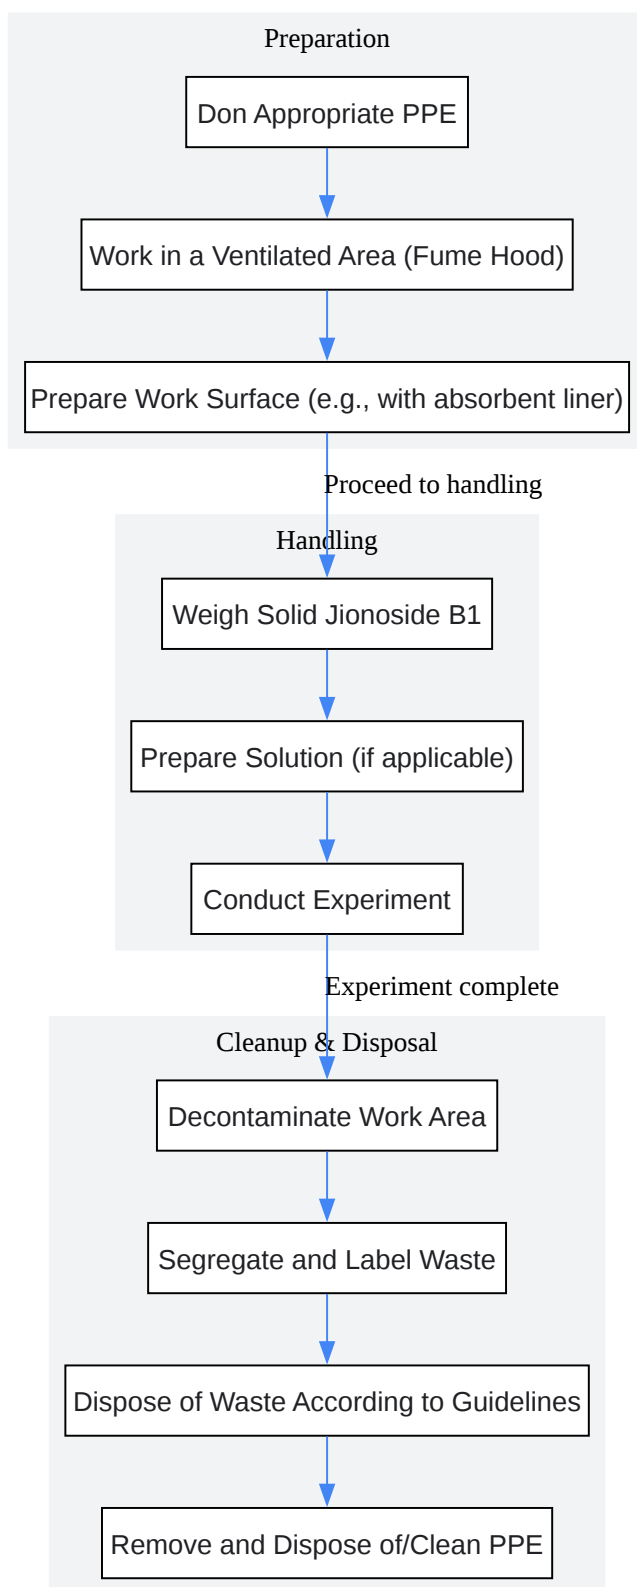 Preparation
Don Appropriate PPE
Work in a Ventilated Area (Fume Hood)
Prepare Work Surface (e.g., with absorbent liner)
Proceed to handling
Handling
Weigh Solid Jionoside B1
Prepare Solution (if applicable)
Conduct Experiment
Experiment complete
Cleanup & Disposal
Decontaminate Work Area
Segregate and Label Waste
Dispose of Waste According to Guidelines
Remove and Dispose of/Clean PPE